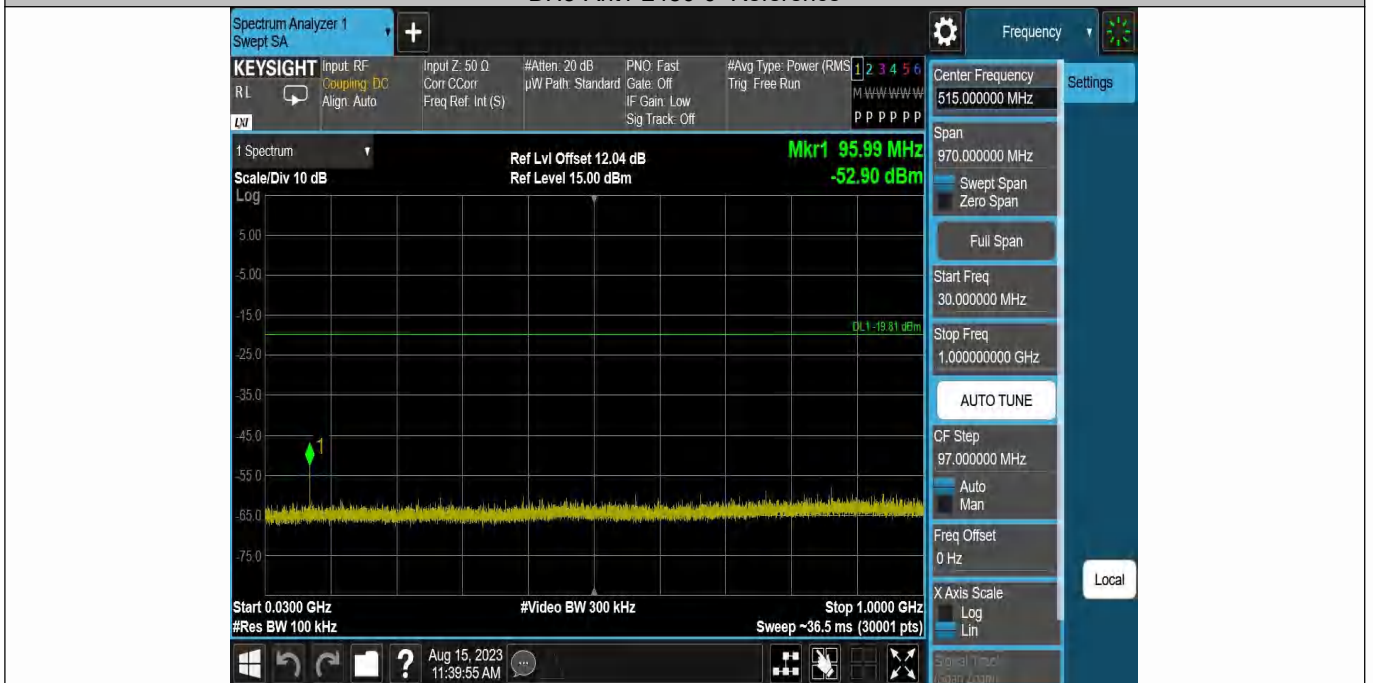 Spectrum Analyzer 1
Swept SA
+
Frequency
KEYSIGHT
RL
LXI
Input: RF
Coupling: DC
Align: Auto
Input Z: 50 Ω
Corr CCorr
Freq Ref: Int (S)
#Atten: 20 dB
µW Path: Standard
PNO: Fast
Gate: Off
IF Gain: Low
Sig Track: Off
#Avg Type: Power (RMS
Trig: Free Run
1 2 3 4 5 6
M W W W W W
P P P P P P
1 Spectrum
Scale/Div 10 dB
Ref Lvl Offset 12.04 dB
Ref Level 15.00 dBm
Mkr1 95.99 MHz
-52.90 dBm
Log
5.00
-5.00
-15.0
DL1 -19.81 dBm
-25.0
-35.0
-45.0
1
-55.0
-65.0
-75.0
Start 0.0300 GHz
#Video BW 300 kHz
Stop 1.0000 GHz
#Res BW 100 kHz
Sweep ~36.5 ms (30001 pts)
?
Aug 15, 2023
11:39:55 AM
Center Frequency
515.000000 MHz
Settings
Span
970.000000 MHz
Swept Span
Zero Span
Full Span
Start Freq
30.000000 MHz
Stop Freq
1.000000000 GHz
AUTO TUNE
CF Step
97.000000 MHz
Auto
Man
Freq Offset
0 Hz
Local
X Axis Scale
Log
Lin
Signal Track
(Span Zoom)